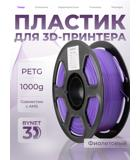 ПЛАСТИК
ДЛЯ 3D-ПРИНТЕРА
PETG
1000g
Совместим
с AMS
BYNET
3D
Фиолетовый